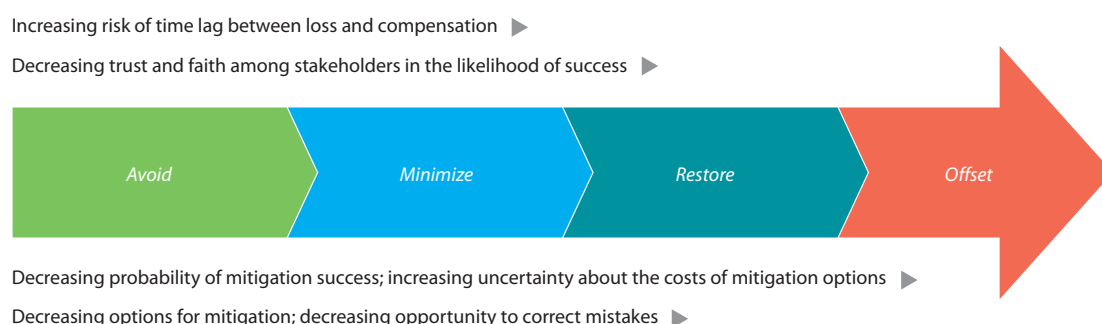 Increasing risk of time lag between loss and compensation
Decreasing trust and faith among stakeholders in the likelihood of success
Avoid
Minimize
Restore
Offset
Decreasing probability of mitigation success; increasing uncertainty about the costs of mitigation options
Decreasing options for mitigation; decreasing opportunity to correct mistakes